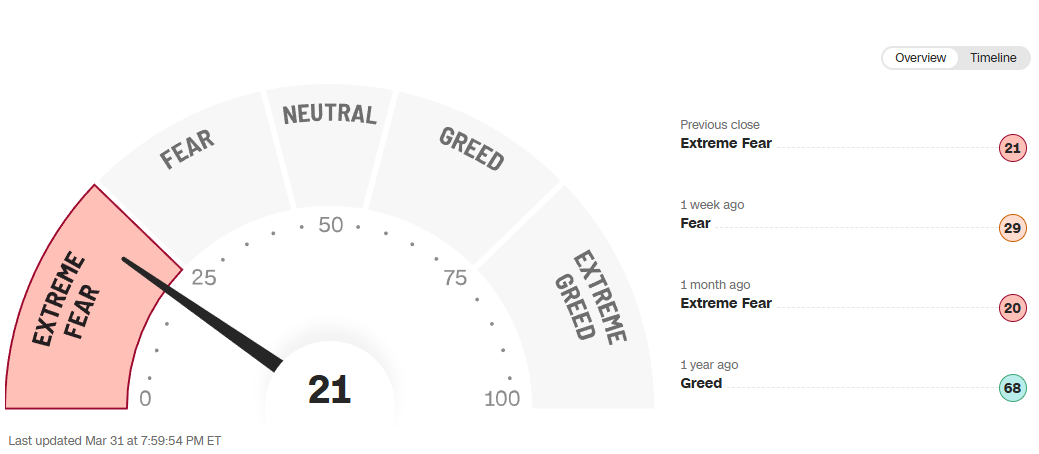 Overview
Timeline
EXTREME
FEAR
FEAR
NEUTRAL
GREED
EXTREME
GREED
0
25
50
75
100
21
Last updated Mar 31 at 7:59:54 PM ET
Previous close
Extreme Fear 21
1 week ago
Fear 29
1 month ago
Extreme Fear 20
1 year ago
Greed 68